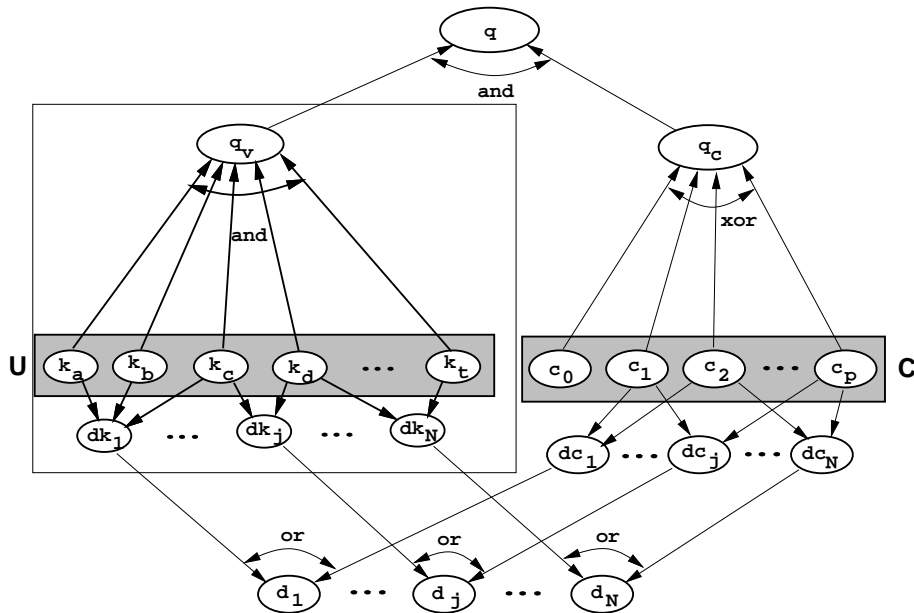 q
and
q_v
q_c
and
xor
U k_a k_b k_c k_d ... k_t c_0 c_1 c_2 ... c_p C
dk_1 ... dk_j ... dk_N
dc_1 ... dc_j ... dc_N
or or or
d_1 ... d_j ... d_N